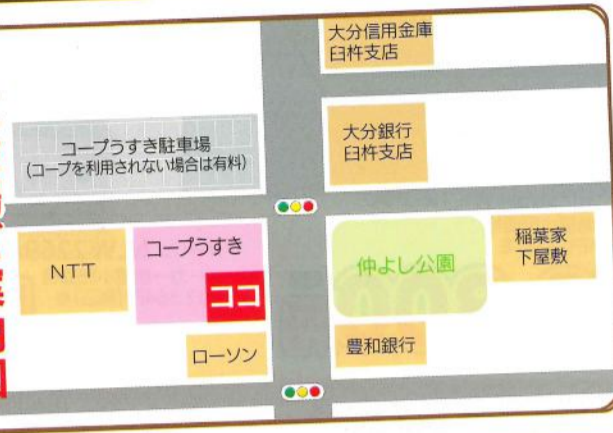 大分信用金庫
臼杵支店
コープうすき駐車場
(コープを利用されない場合は有料)
大分銀行
臼杵支店
NTT
コープうすき
ココ
ローソン
仲よし公園
稲葉家
下屋敷
豊和銀行